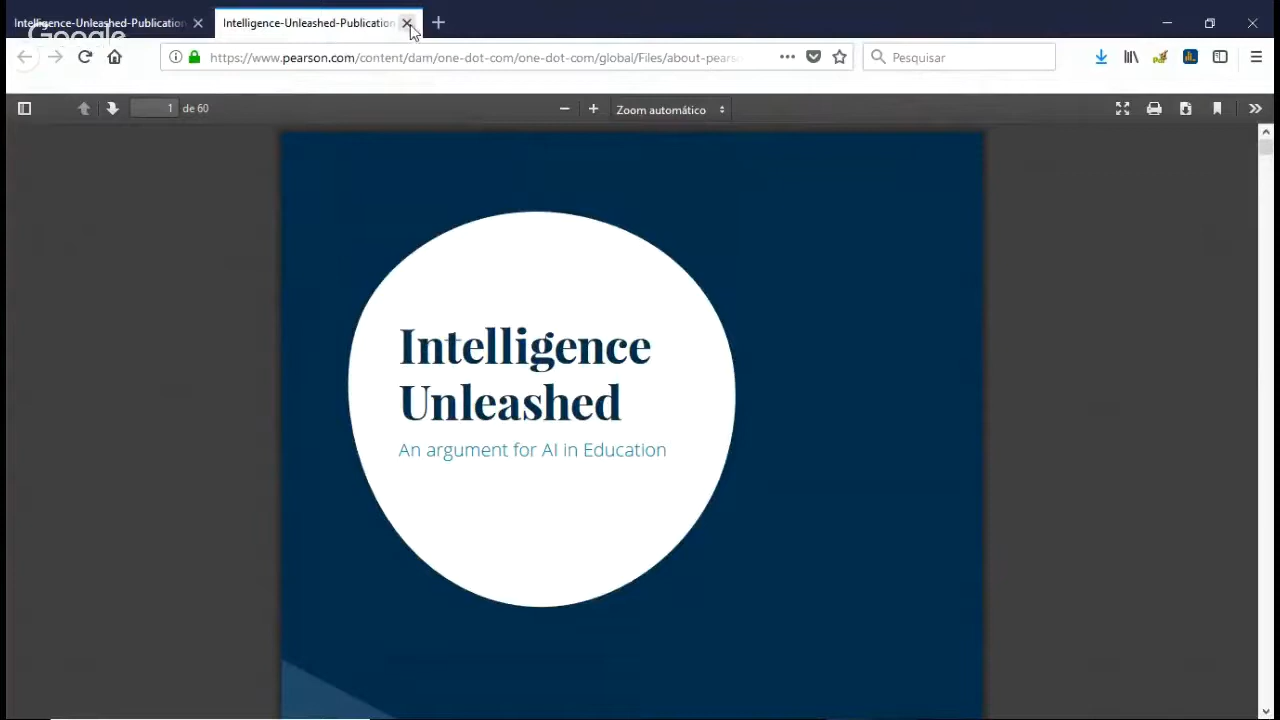 Intelligence-Unleashed-Publication
Intelligence-Unleashed-Publication
Google
https://www.pearson.com/content/dam/one-dot-com/one-dot-com/global/Files/about-pears
Pesquisar
1 de 60
Zoom automático
Intelligence
Unleashed
An argument for AI in Education